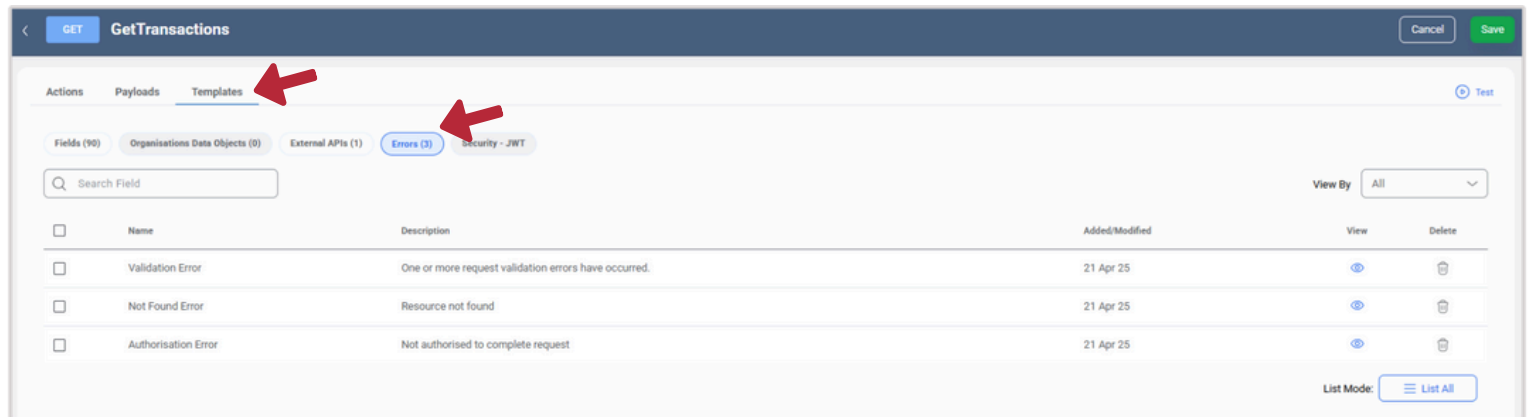 GET GetTransactions Cancel Save
Actions Payloads Templates Test
Fields (90) Organisations Data Objects (0) External APIs (1) Errors (3) Security - JWT
Search Field View By All
Name Description Added/Modified View Delete
Validation Error One or more request validation errors have occurred. 21 Apr 25
Not Found Error Resource not found 21 Apr 25
Authorisation Error Not authorised to complete request 21 Apr 25
List Mode: List All